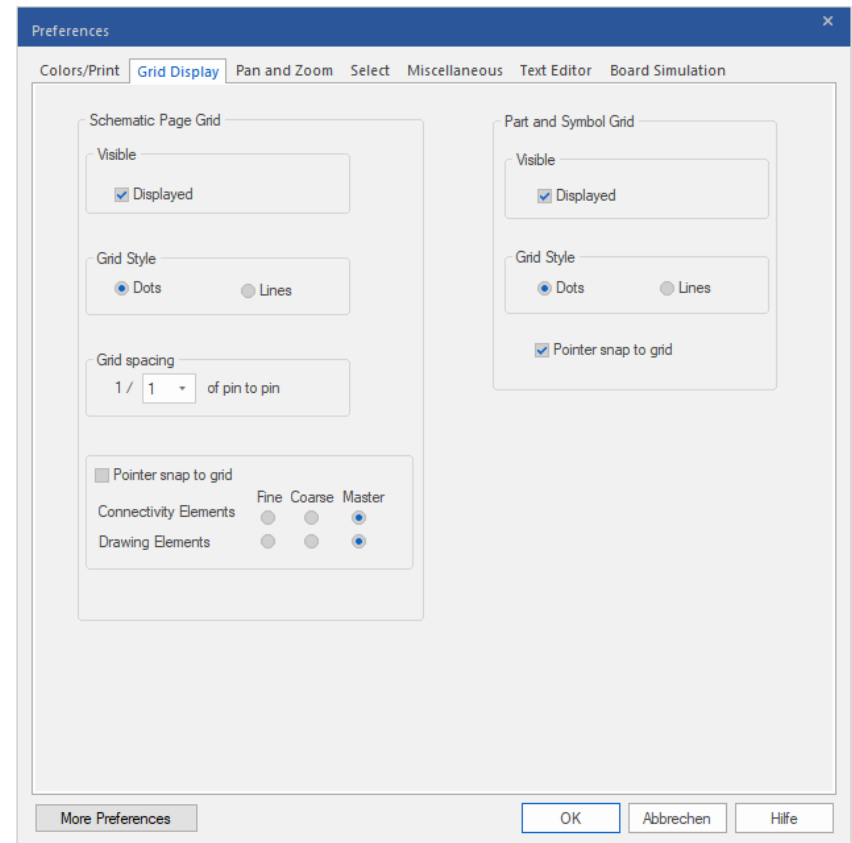 Preferences
Colors/Print Grid Display Pan and Zoom Select Miscellaneous Text Editor Board Simulation
Schematic Page Grid
Visible
Displayed
Grid Style
Dots Lines
Grid spacing
1 / 1 of pin to pin
Pointer snap to grid
Fine Coarse Master
Connectivity Elements
Drawing Elements
Part and Symbol Grid
Visible
Displayed
Grid Style
Dots Lines
Pointer snap to grid
More Preferences OK Abbrechen Hilfe